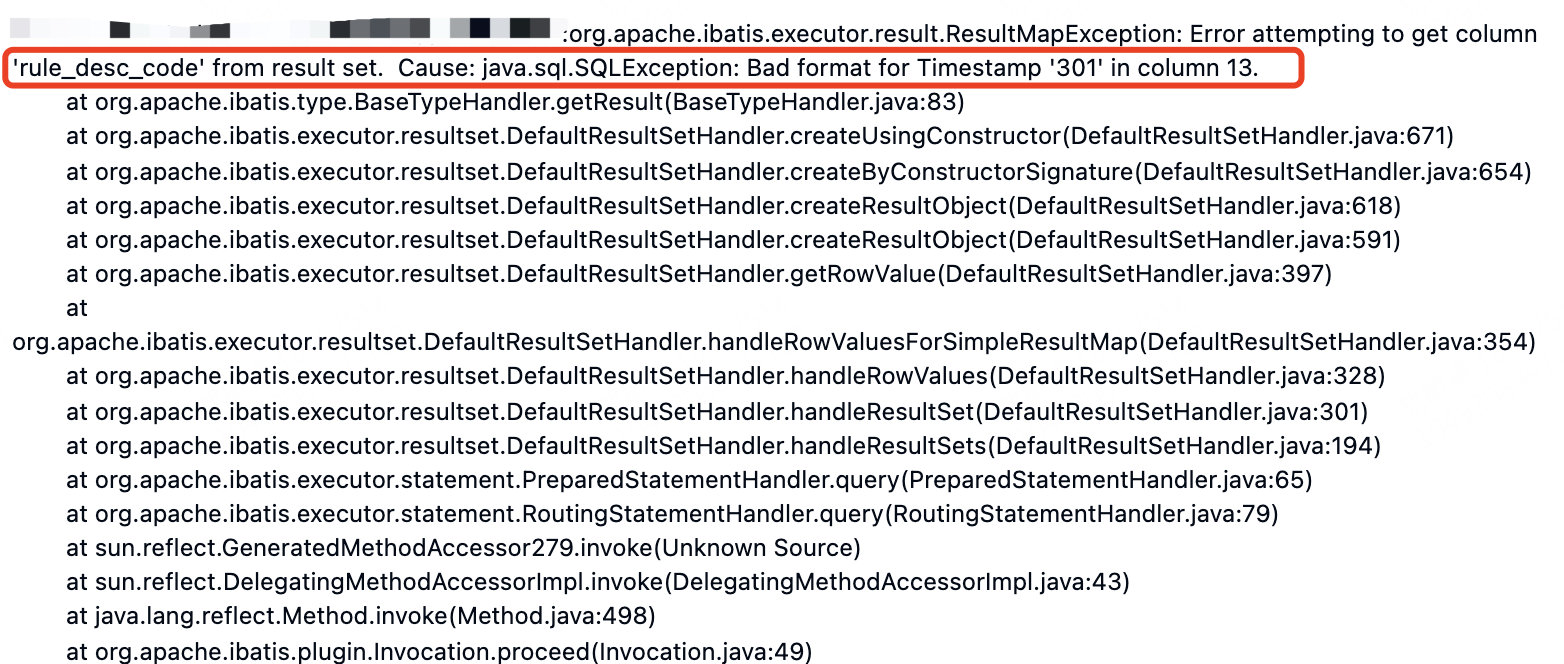 :org.apache.ibatis.executor.result.ResultMapException: Error attempting to get column
'rule_desc_code' from result set.  Cause: java.sql.SQLException: Bad format for Timestamp '301' in column 13.
at org.apache.ibatis.type.BaseTypeHandler.getResult(BaseTypeHandler.java:83)
at org.apache.ibatis.executor.resultset.DefaultResultSetHandler.createUsingConstructor(DefaultResultSetHandler.java:671)
at org.apache.ibatis.executor.resultset.DefaultResultSetHandler.createByConstructorSignature(DefaultResultSetHandler.java:654)
at org.apache.ibatis.executor.resultset.DefaultResultSetHandler.createResultObject(DefaultResultSetHandler.java:618)
at org.apache.ibatis.executor.resultset.DefaultResultSetHandler.createResultObject(DefaultResultSetHandler.java:591)
at org.apache.ibatis.executor.resultset.DefaultResultSetHandler.getRowValue(DefaultResultSetHandler.java:397)
at
org.apache.ibatis.executor.resultset.DefaultResultSetHandler.handleRowValuesForSimpleResultMap(DefaultResultSetHandler.java:354)
at org.apache.ibatis.executor.resultset.DefaultResultSetHandler.handleRowValues(DefaultResultSetHandler.java:328)
at org.apache.ibatis.executor.resultset.DefaultResultSetHandler.handleResultSet(DefaultResultSetHandler.java:301)
at org.apache.ibatis.executor.resultset.DefaultResultSetHandler.handleResultSets(DefaultResultSetHandler.java:194)
at org.apache.ibatis.executor.statement.PreparedStatementHandler.query(PreparedStatementHandler.java:65)
at org.apache.ibatis.executor.statement.RoutingStatementHandler.query(RoutingStatementHandler.java:79)
at sun.reflect.GeneratedMethodAccessor279.invoke(Unknown Source)
at sun.reflect.DelegatingMethodAccessorImpl.invoke(DelegatingMethodAccessorImpl.java:43)
at java.lang.reflect.Method.invoke(Method.java:498)
at org.apache.ibatis.plugin.Invocation.proceed(Invocation.java:49)